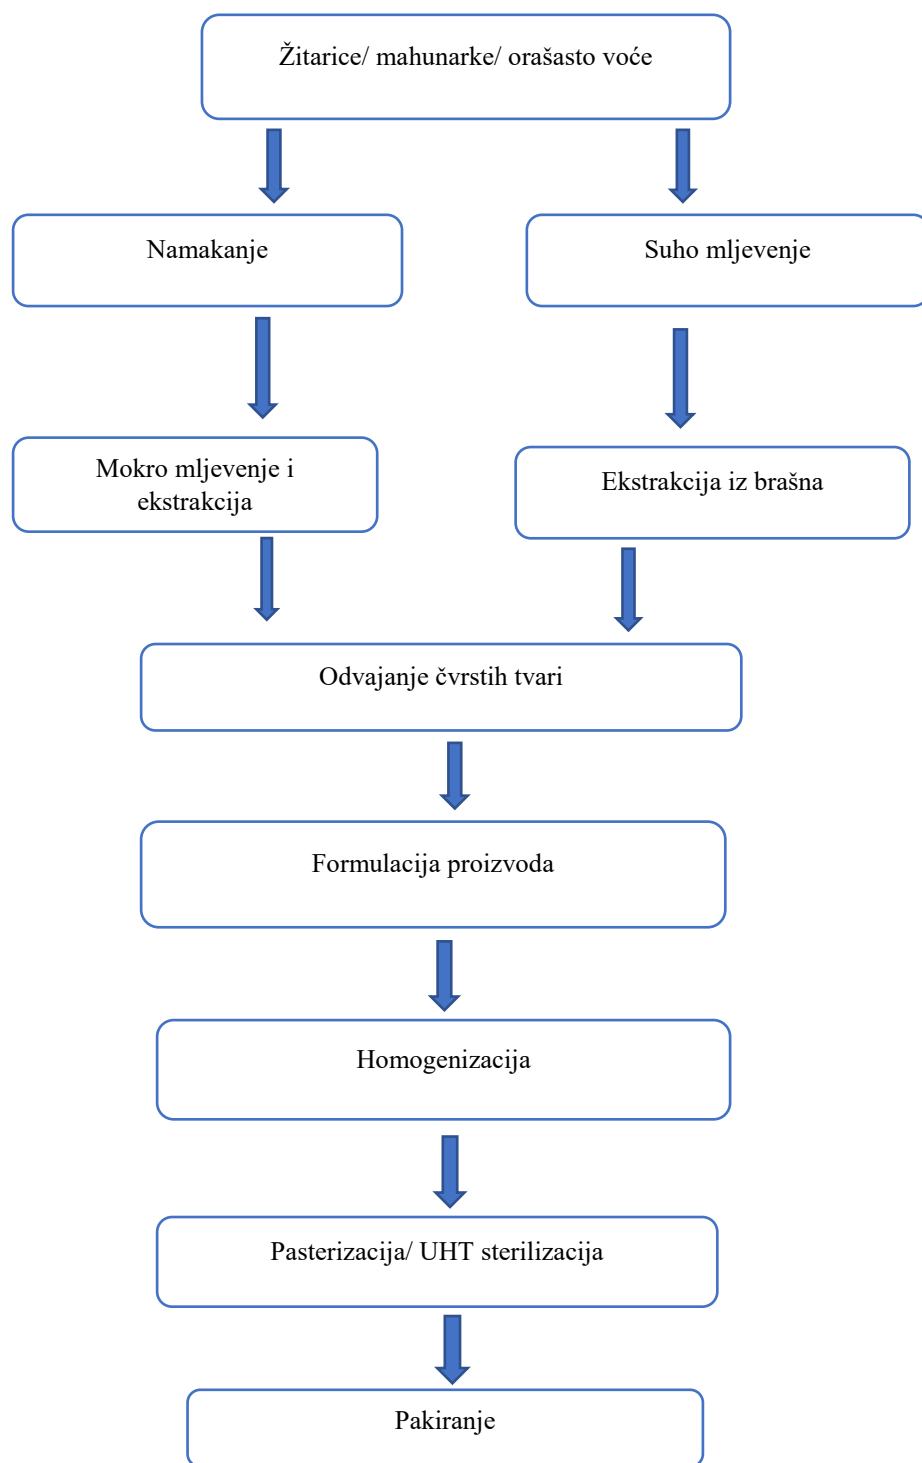 Žitarice/ mahunarke/ orašasto voće
Namakanje
Suho mljevenje
Mokro mljevenje i
ekstrakcija
Ekstrakcija iz brašna
Odvajanje čvrstih tvari
Formulacija proizvoda
Homogenizacija
Pasterizacija/ UHT sterilizacija
Pakiranje